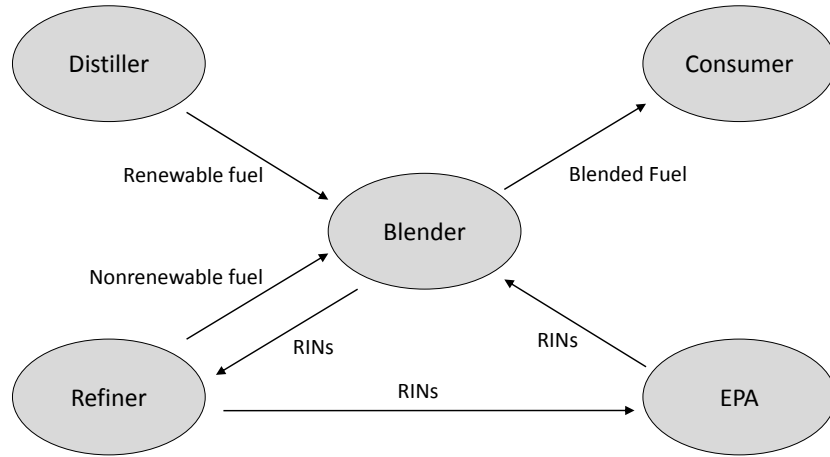 Distiller
Consumer
Renewable fuel
Blended Fuel
Blender
Nonrenewable fuel
RINs
RINs
Refiner
RINs
EPA